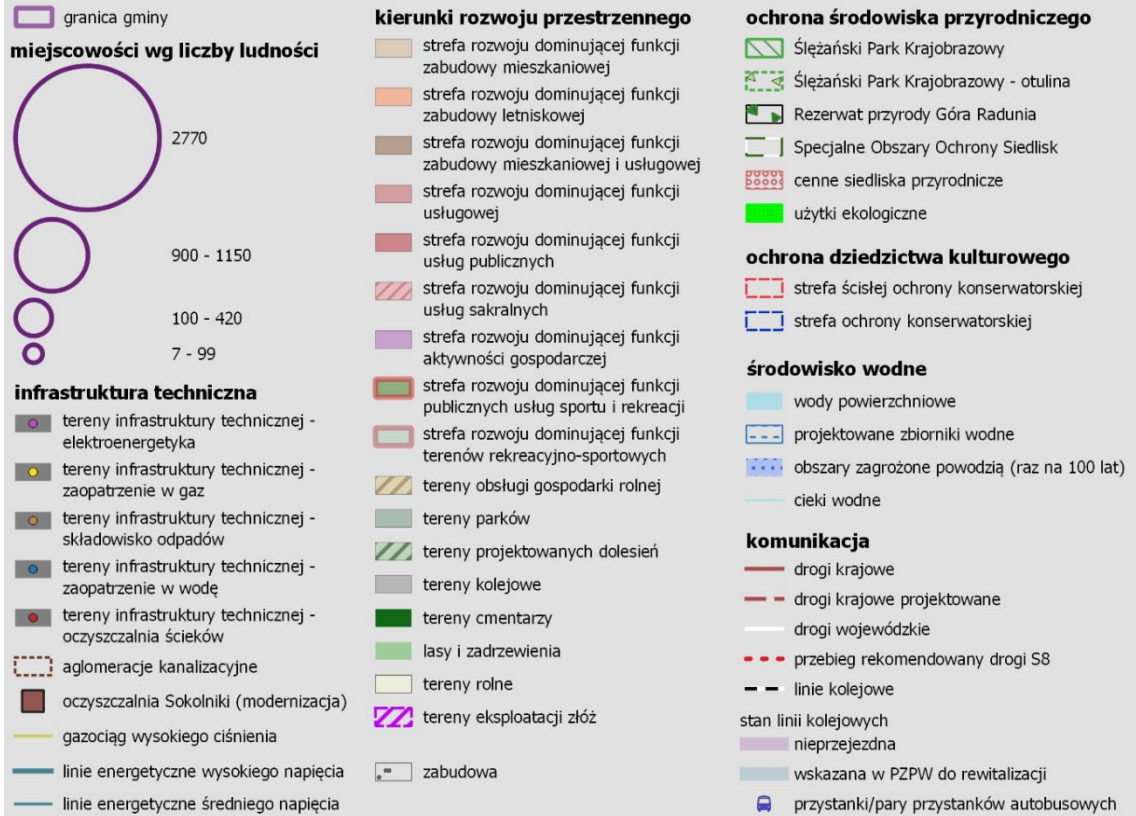 granica gminy
miejscowości wg liczby ludności
2770
900 - 1150
100 - 420
7 - 99
infrastruktura techniczna
tereny infrastruktury technicznej -
elektroenergetyka
tereny infrastruktury technicznej -
zaopatrzenie w gaz
tereny infrastruktury technicznej -
składowisko odpadów
tereny infrastruktury technicznej -
zaopatrzenie w wodę
tereny infrastruktury technicznej -
oczyszczalnia ścieków
aglomeracje kanalizacyjne
oczyszczalnia Sokolniki (modernizacja)
gazociąg wysokiego ciśnienia
linie energetyczne wysokiego napięcia
linie energetyczne średniego napięcia
kierunki rozwoju przestrzennego
strefa rozwoju dominującej funkcji
zabudowy mieszkaniowej
strefa rozwoju dominującej funkcji
zabudowy letniskowej
strefa rozwoju dominującej funkcji
zabudowy mieszkaniowej i usługowej
strefa rozwoju dominującej funkcji
usługowej
strefa rozwoju dominującej funkcji
usług publicznych
strefa rozwoju dominującej funkcji
usług sakralnych
strefa rozwoju dominującej funkcji
aktywności gospodarczej
strefa rozwoju dominującej funkcji
publicznych usług sportu i rekreacji
strefa rozwoju dominującej funkcji
terenów rekreacyjno-sportowych
tereny obsługi gospodarki rolnej
tereny parków
tereny projektowanych dolesień
tereny kolejowe
tereny cmentarzy
lasy i zadrzewienia
tereny rolne
tereny eksploatacji złóż
zabudowa
ochrona środowiska przyrodniczego
Ślężański Park Krajobrazowy
Ślężański Park Krajobrazowy - otulina
Rezerwat przyrody Góra Radunia
Specjalne Obszary Ochrony Siedlisk
cenne siedliska przyrodnicze
użytki ekologiczne
ochrona dziedzictwa kulturowego
strefa ścisłej ochrony konserwatorskiej
strefa ochrony konserwatorskiej
środowisko wodne
wody powierzchniowe
projektowane zbiorniki wodne
obszary zagrożone powodzią (raz na 100 lat)
cieki wodne
komunikacja
drogi krajowe
drogi krajowe projektowane
drogi wojewódzkie
przebieg rekomendowany drogi S8
linie kolejowe
stan linii kolejowych
nieprzejezdna
wskazana w PZPW do rewitalizacji
przystanki/pary przystanków autobusowych